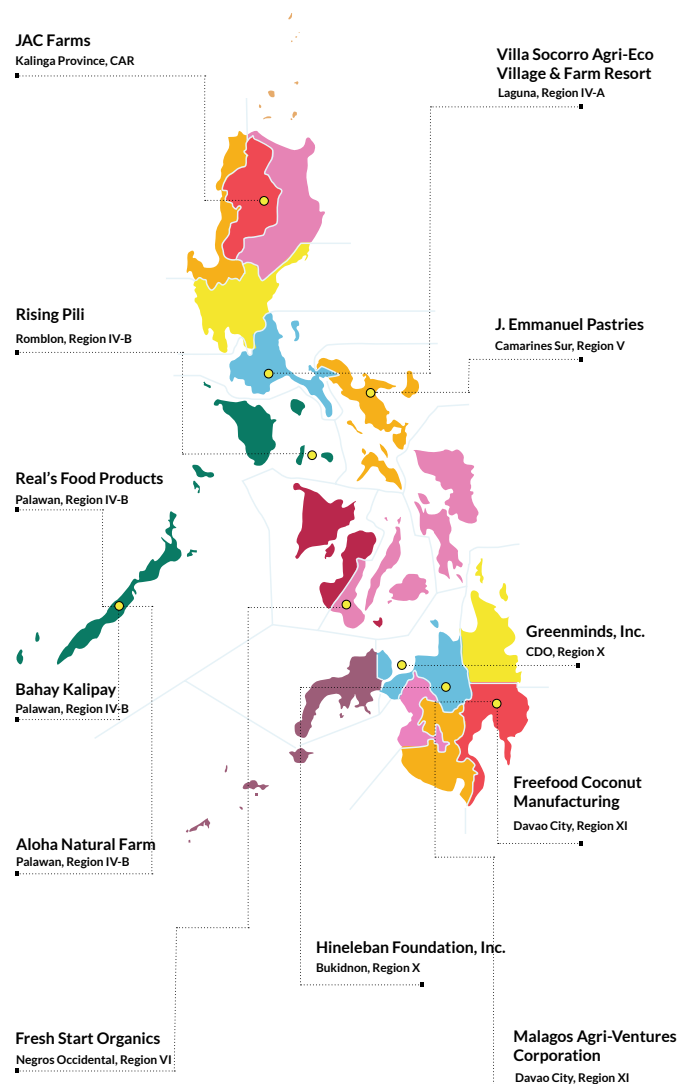 JAC Farms
Kalinga Province, CAR
Villa Socorro Agri-Eco
Village & Farm Resort
Laguna, Region IV-A
Rising Pili
Romblon, Region IV-B
J. Emmanuel Pastries
Camarines Sur, Region V
Real’s Food Products
Palawan, Region IV-B
Greenminds, Inc.
CDO, Region X
Bahay Kalipay
Palawan, Region IV-B
Freefood Coconut
Manufacturing
Davao City, Region XI
Aloha Natural Farm
Palawan, Region IV-B
Hineleban Foundation, Inc.
Bukidnon, Region X
Fresh Start Organics
Negros Occidental, Region VI
Malagos Agri-Ventures
Corporation
Davao City, Region XI